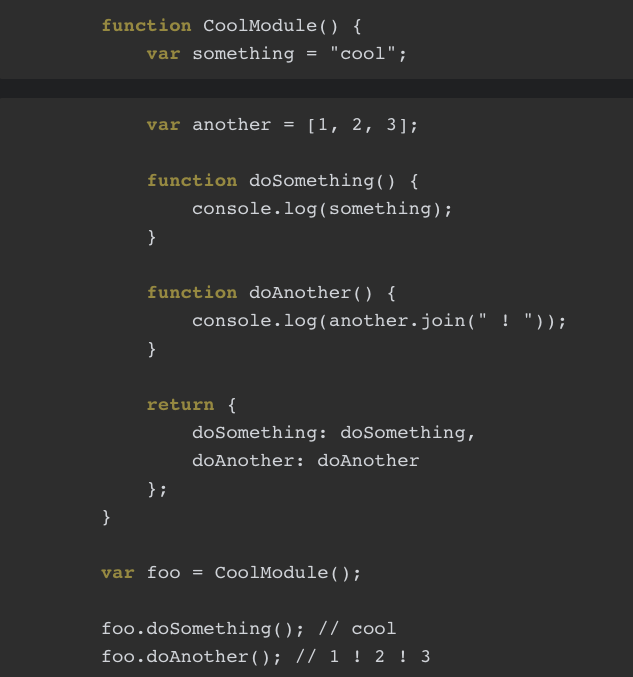 function CoolModule() {
    var something = "cool";
    var another = [1, 2, 3];
    function doSomething() {
        console.log(something);
    }
    function doAnother() {
        console.log(another.join(" ! "));
    }
    return {
        doSomething: doSomething,
        doAnother: doAnother
    };
}
var foo = CoolModule();
foo.doSomething(); // cool
foo.doAnother(); // 1 ! 2 ! 3